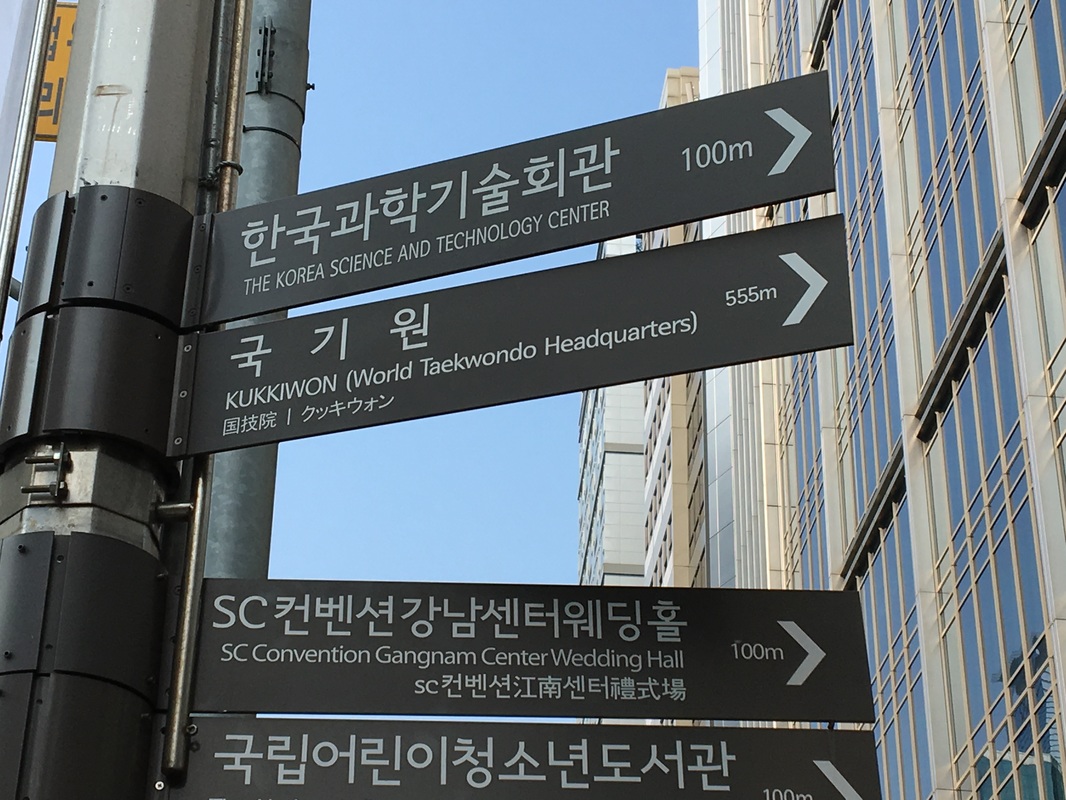 한국과학기술회관
THE KOREA SCIENCE AND TECHNOLOGY CENTER
100m
국기원
KUKKIWON (World Taekwondo Headquarters)
国技院 | クッキウォン
555m
SC컨벤션강남센터웨딩홀
SC Convention Gangnam Center Wedding Hall
SC컨벤션江南센터禮式場
100m
국립어린이청소년도서관
100m